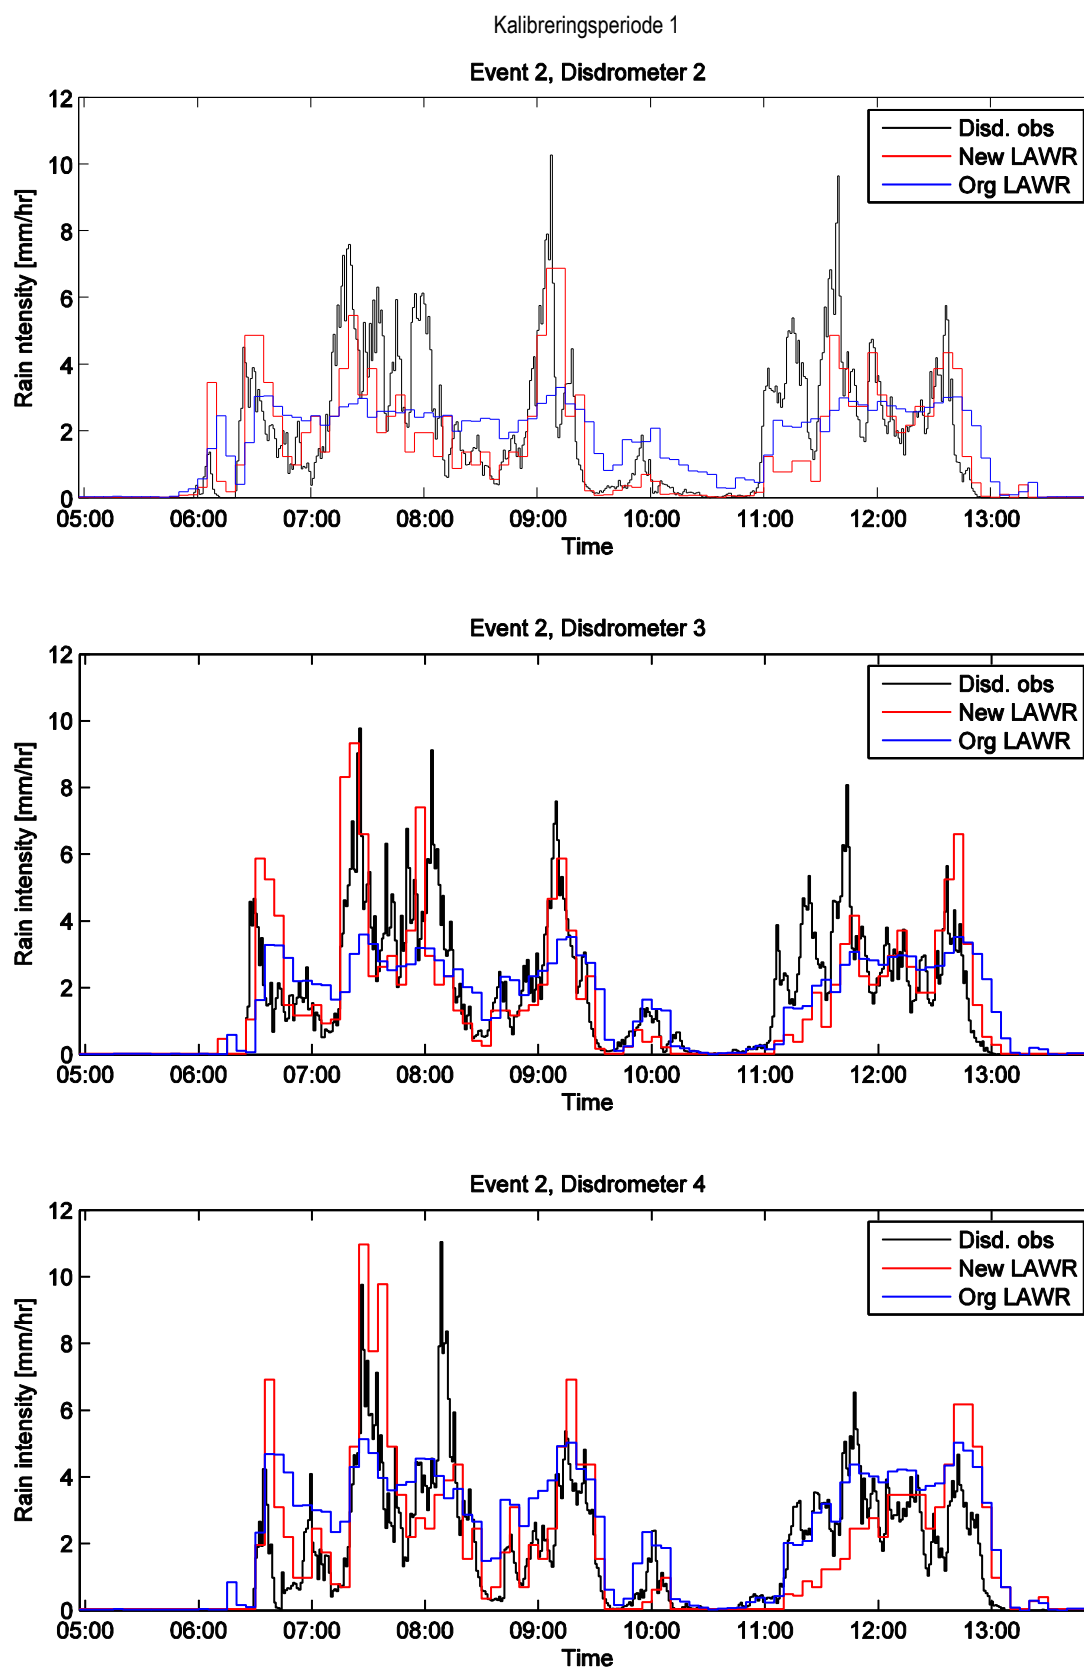 Kalibreringsperiode 1
Event 2, Disdrometer 2
Rain ntensity [mm/hr]
12
10
8
6
4
2
0
Disd. obs
New LAWR
Org LAWR
05:00 06:00 07:00 08:00 09:00 10:00 11:00 12:00 13:00
Time
Event 2, Disdrometer 3
Rain intensity [mm/hr]
12
10
8
6
4
2
0
Disd. obs
New LAWR
Org LAWR
05:00 06:00 07:00 08:00 09:00 10:00 11:00 12:00 13:00
Time
Event 2, Disdrometer 4
Rain intensity [mm/hr]
12
10
8
6
4
2
0
Disd. obs
New LAWR
Org LAWR
05:00 06:00 07:00 08:00 09:00 10:00 11:00 12:00 13:00
Time